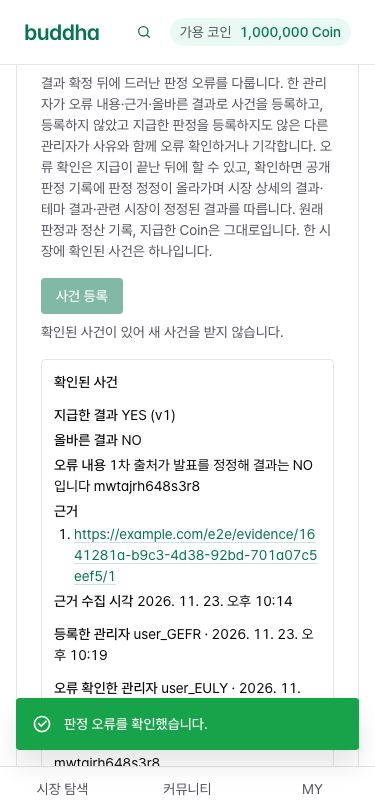 buddha
가용 코인 1,000,000 Coin
결과 확정 뒤에 드러난 판정 오류를 다룹니다. 한 관리
자가 오류 내용·근거·올바른 결과로 사건을 등록하고,
등록하지 않았고 지급한 판정을 등록하지도 않은 다른
관리자가 사유와 함께 오류 확인하거나 기각합니다. 오
류 확인은 지급이 끝난 뒤에 할 수 있고, 확인하면 공개
판정 기록에 판정 정정이 올라가며 시장 상세의 결과·
테마 결과·관련 시장이 정정된 결과를 따릅니다. 원래
판정과 정산 기록, 지급한 Coin은 그대로입니다. 한 시
장에 확인된 사건은 하나입니다.
사건 등록
확인된 사건이 있어 새 사건을 받지 않습니다.
확인된 사건
지급한 결과 YES (v1)
올바른 결과 NO
오류 내용 1차 출처가 발표를 정정해 결과는 NO
입니다 mwtajrh648s3r8
근거
1. https://example.com/e2e/evidence/16
41281a-b9c3-4d38-92bd-701a07c5
eef5/1
근거 수집 시각 2026. 11. 23. 오후 10:14
등록한 관리자 user_GEFR · 2026. 11. 23. 오
후 10:19
오류 확인한 관리자 user_EULY · 2026. 11.
판정 오류를 확인했습니다.
mwtajrh648s3r8
시장 탐색
커뮤니티
MY